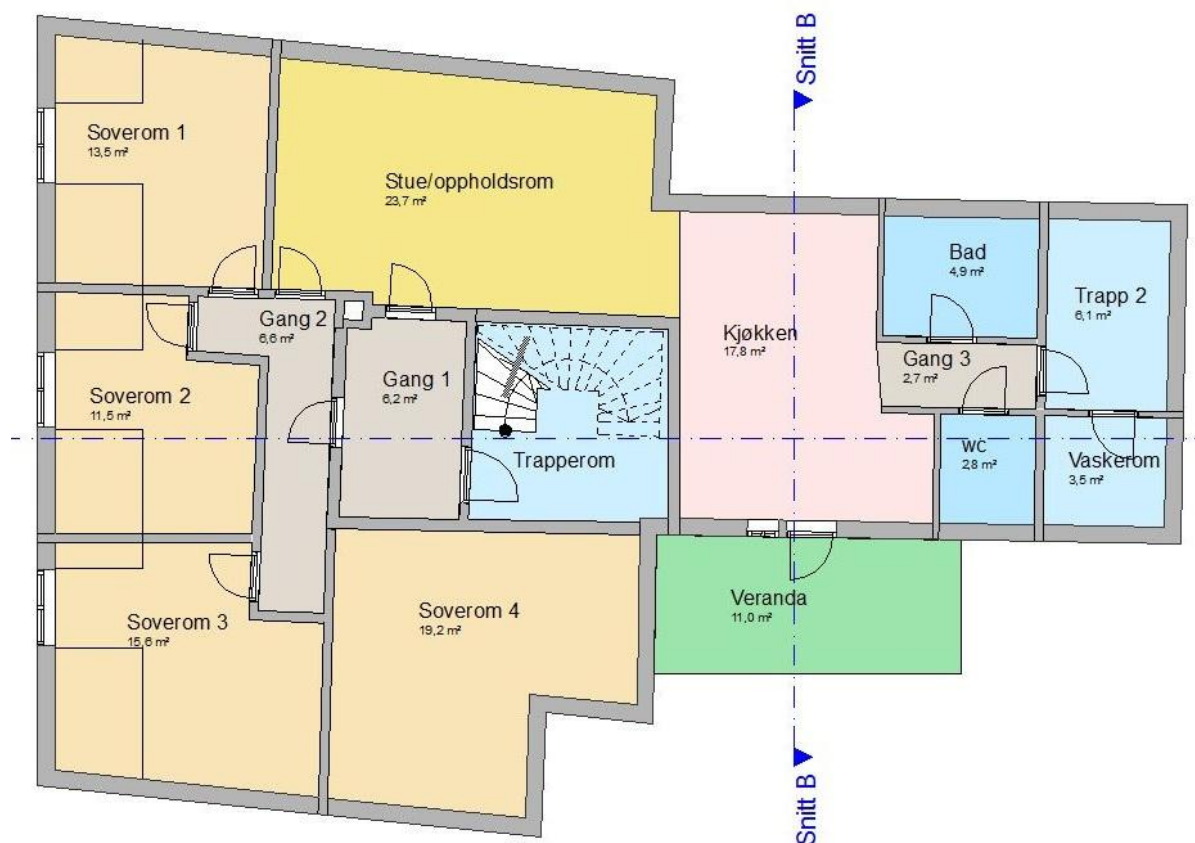 Snitt B
Soverom 1
13,5 m²
Stue/oppholdsrom
23,7 m²
Bad
4,9 m²
Trapp 2
6,1 m²
Gang 2
6,6 m²
Kjøkken
17,8 m²
Gang 3
2,7 m²
Gang 1
6,2 m²
Soverom 2
11,5 m²
Trapperom
WC
2,8 m²
Vaskerom
3,5 m²
Veranda
11,0 m²
Soverom 4
19,2 m²
Soverom 3
15,6 m²
Snitt B